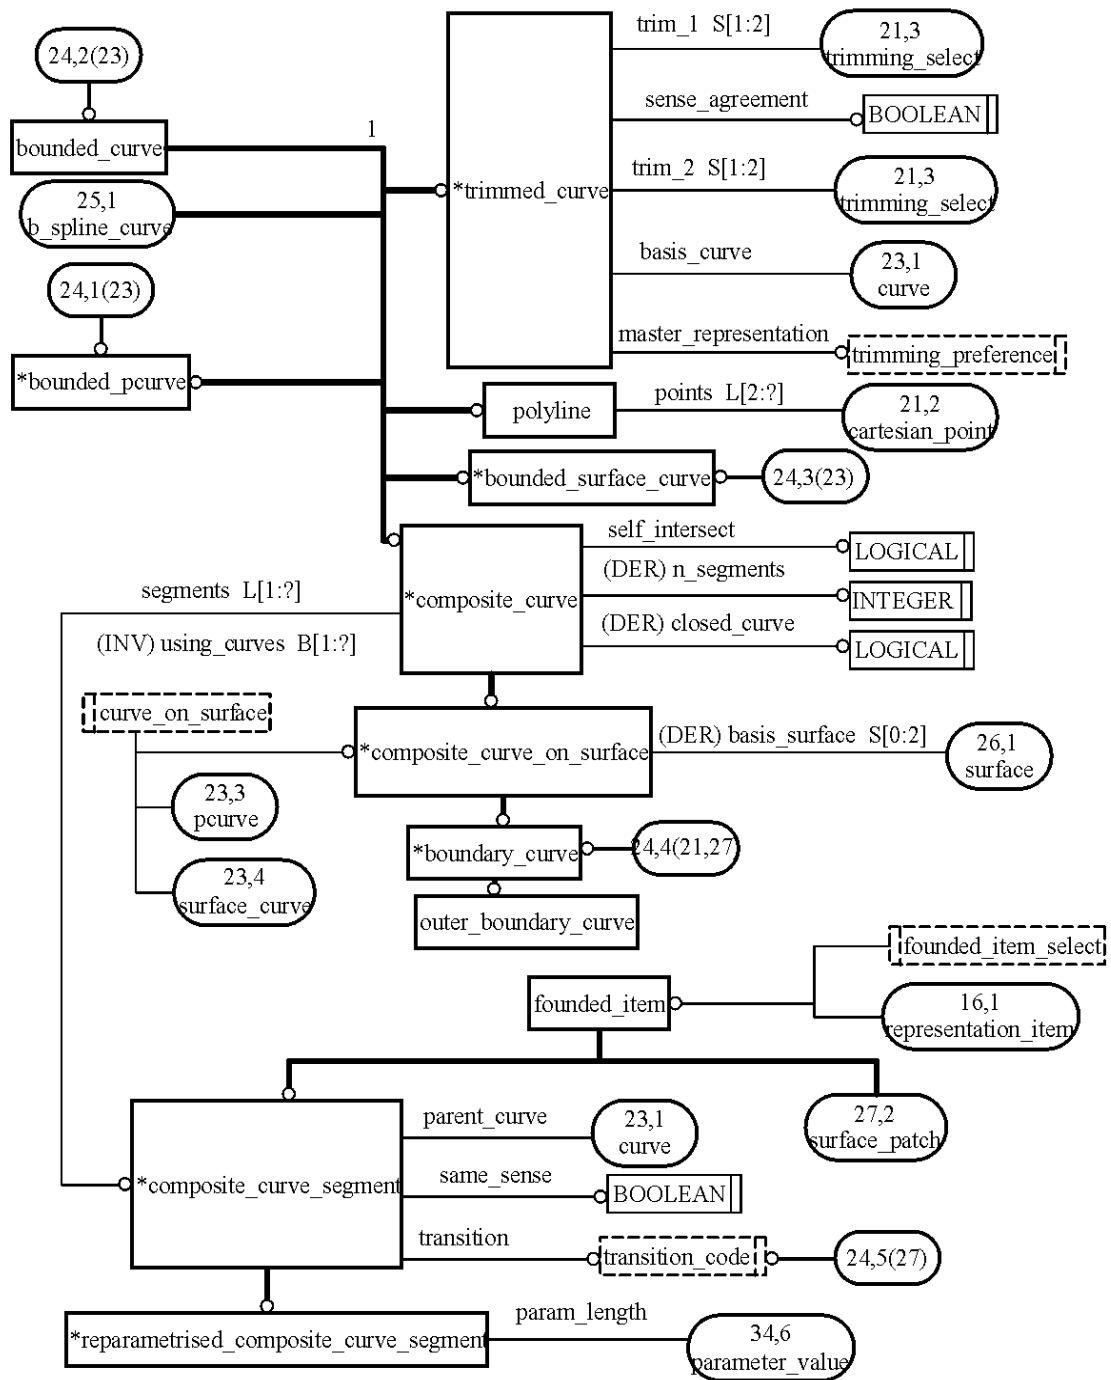 trim_1 S[1:2]
21,3
trimming_select
24,2(23)
sense_agreement
BOOLEAN
1
bounded_curve
trim_2 S[1:2]
21,3
trimming_select
*trimmed_curve
25,1
b_spline_curve
basis_curve
23,1
curve
24,1(23)
master_representation
trimming_preference
*bounded_pcurve
polyline
points L[2:?]
21,2
cartesian_point
*bounded_surface_curve
24,3(23)
self_intersect
LOGICAL
(DER) n_segments
segments L[1:?]
*composite_curve
INTEGER
(DER) closed_curve
(INV) using_curves B[1:?]
LOGICAL
curve_on_surface
*composite_curve_on_surface
(DER) basis_surface S[0:2]
26,1
surface
23,3
pcurve
*boundary_curve
24,4(21,27
23,4
surface_curve
outer_boundary_curve
founded_item_select
founded_item
16,1
representation_item
parent_curve
23,1
curve
27,2
surface_patch
*composite_curve_segment
same_sense
BOOLEAN
transition
transition_code
24,5(27)
param_length
*reparametrised_composite_curve_segment
34,6
parameter_value